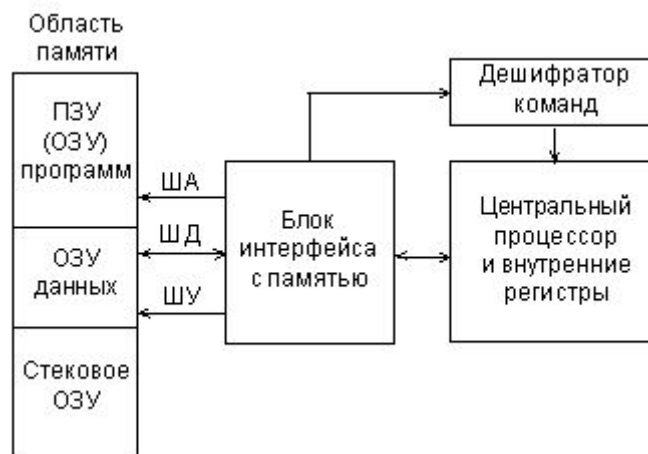 Область
памяти
ПЗУ
(ОЗУ)
программ
ОЗУ
данных
Стековое
ОЗУ
ША
ШД
ШУ
Блок
интерфейса
с памятью
Дешифратор
команд
Центральный
процессор
и внутренние
регистры